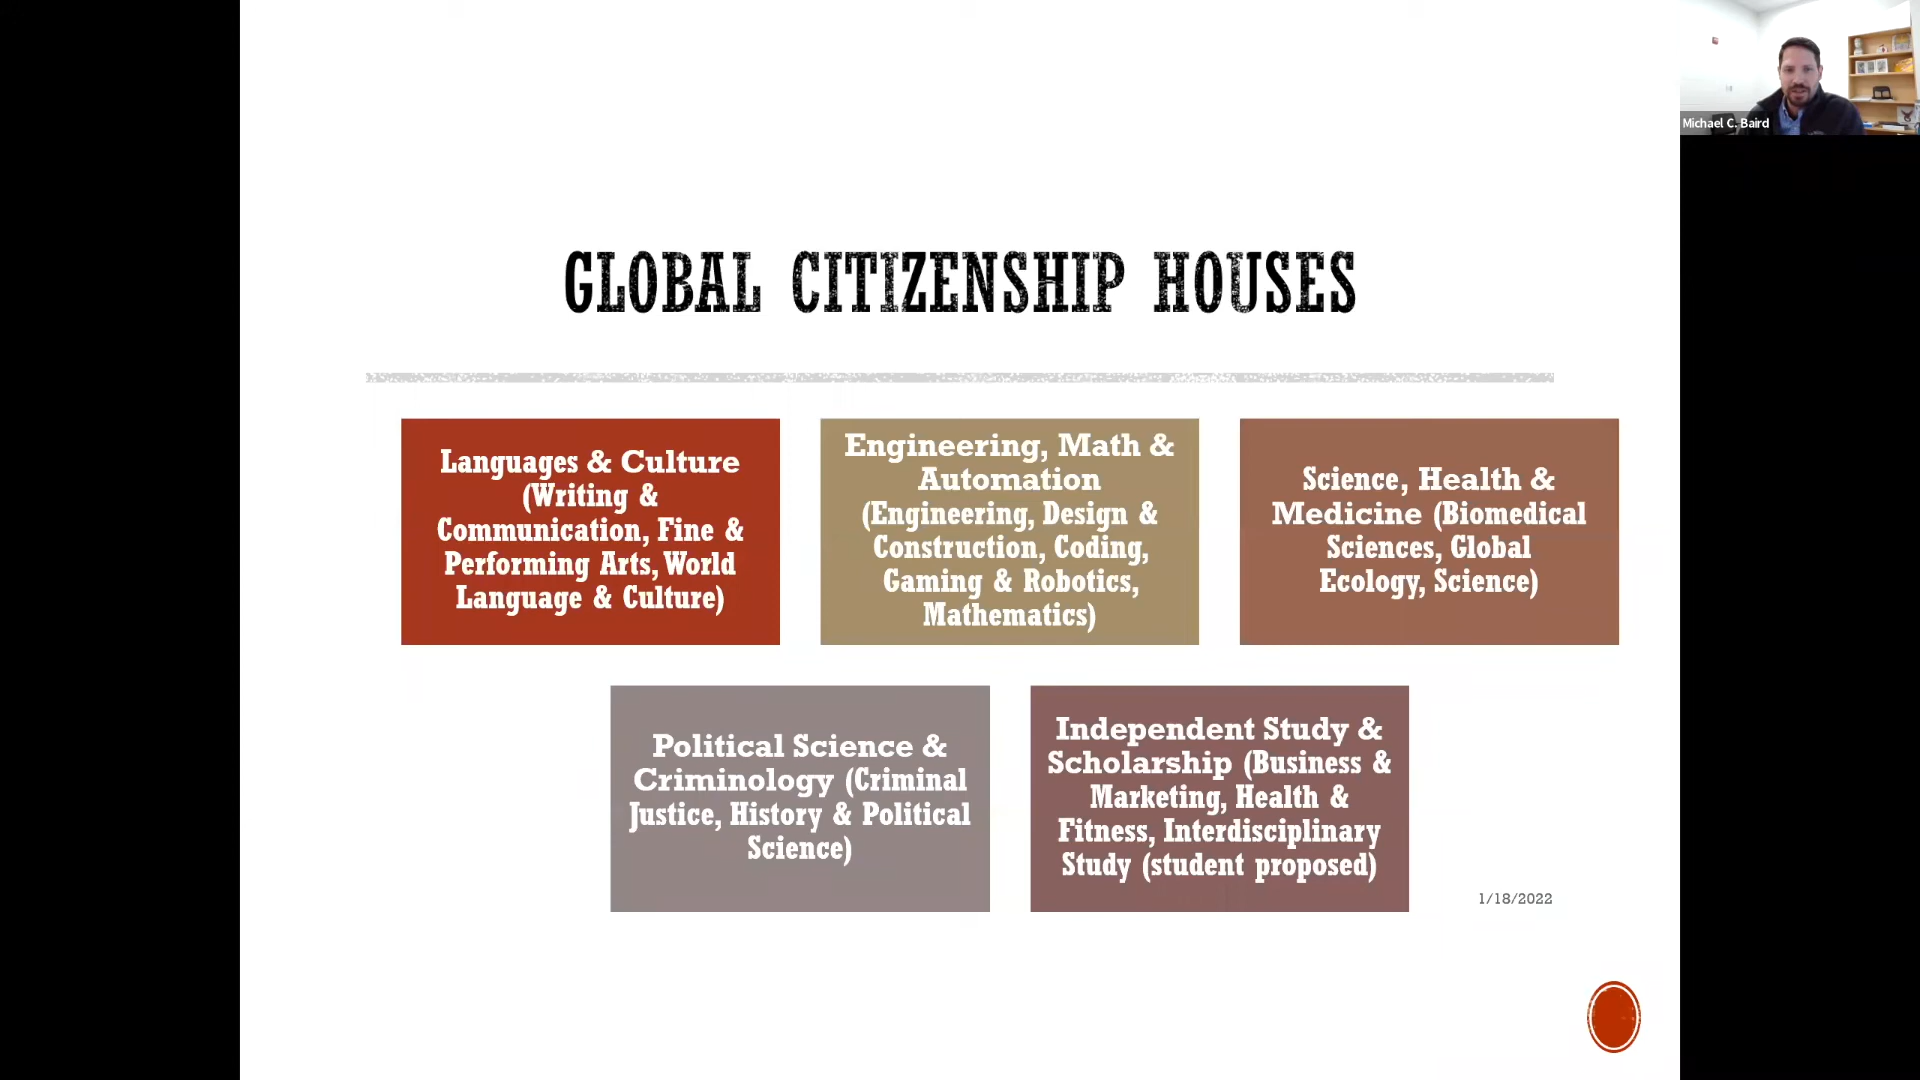 Michael C. Baird
GLOBAL CITIZENSHIP HOUSES
Languages & Culture
(Writing &
Communication, Fine &
Performing Arts, World
Language & Culture)
Engineering, Math &
Automation
(Engineering, Design &
Construction, Coding,
Gaming & Robotics,
Mathematics)
Science, Health &
Medicine (Biomedical
Sciences, Global
Ecology, Science)
Political Science &
Criminology (Criminal
Justice, History & Political
Science)
Independent Study &
Scholarship (Business &
Marketing, Health &
Fitness, Interdisciplinary
Study (student proposed)
1/18/2022